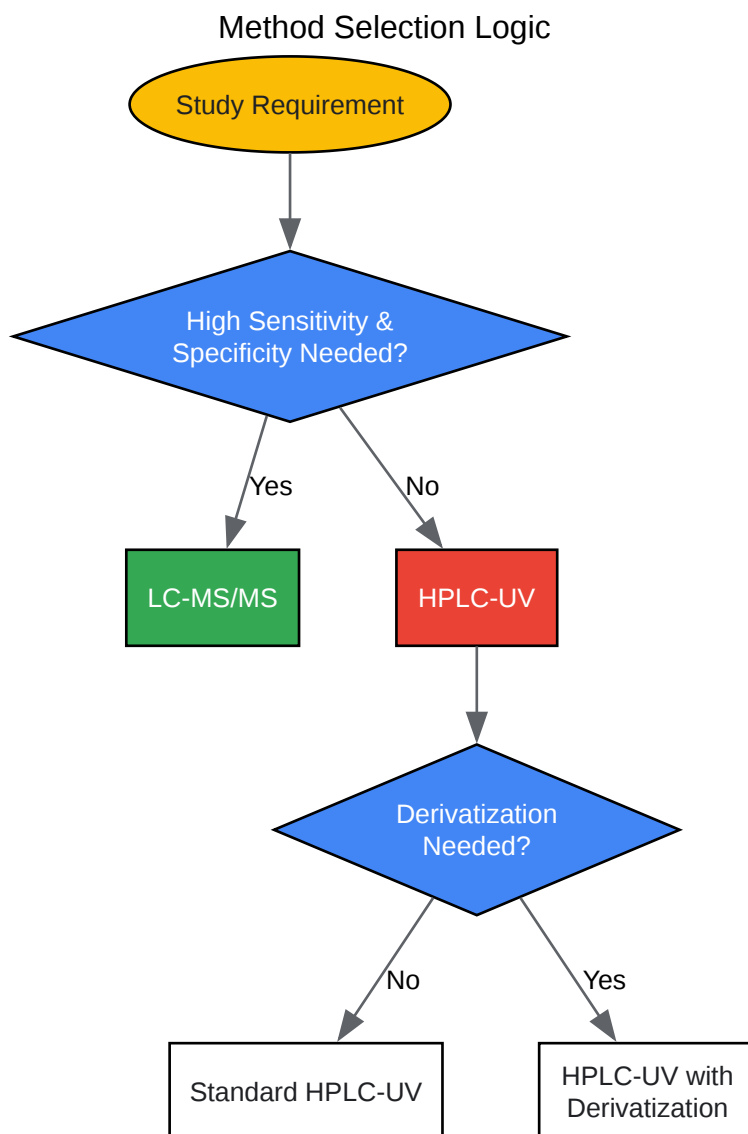 Method Selection Logic
Study Requirement
High Sensitivity &
Specificity Needed?
Yes
No
LC-MS/MS
HPLC-UV
Derivatization
Needed?
No
Yes
Standard HPLC-UV
HPLC-UV with
Derivatization